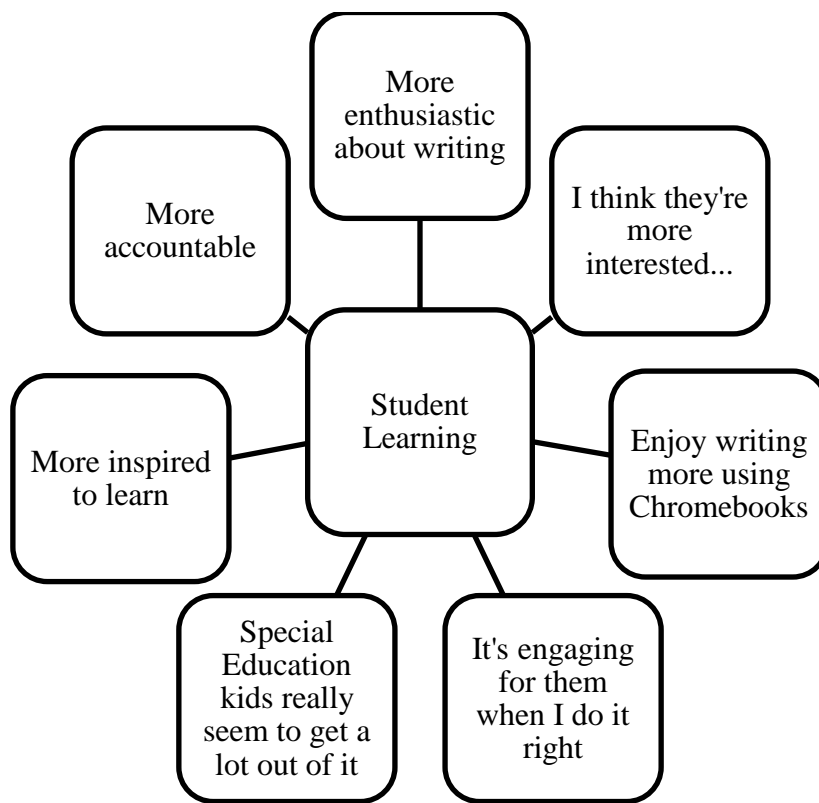 More
enthusiastic
about writing
I think they're
more
interested...
Enjoy writing
more using
Chromebooks
It's engaging
for them
when I do it
right
Special
Education
kids really
seem to get a
lot out of it
More inspired
to learn
More
accountable
Student
Learning